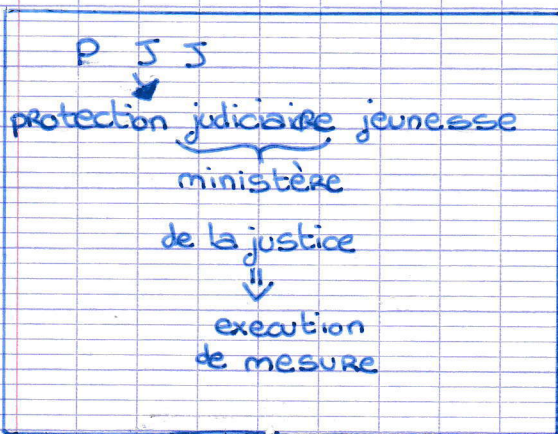 P J J
protection judiciaire jeunesse
ministère
de la justice
execution
de mesure